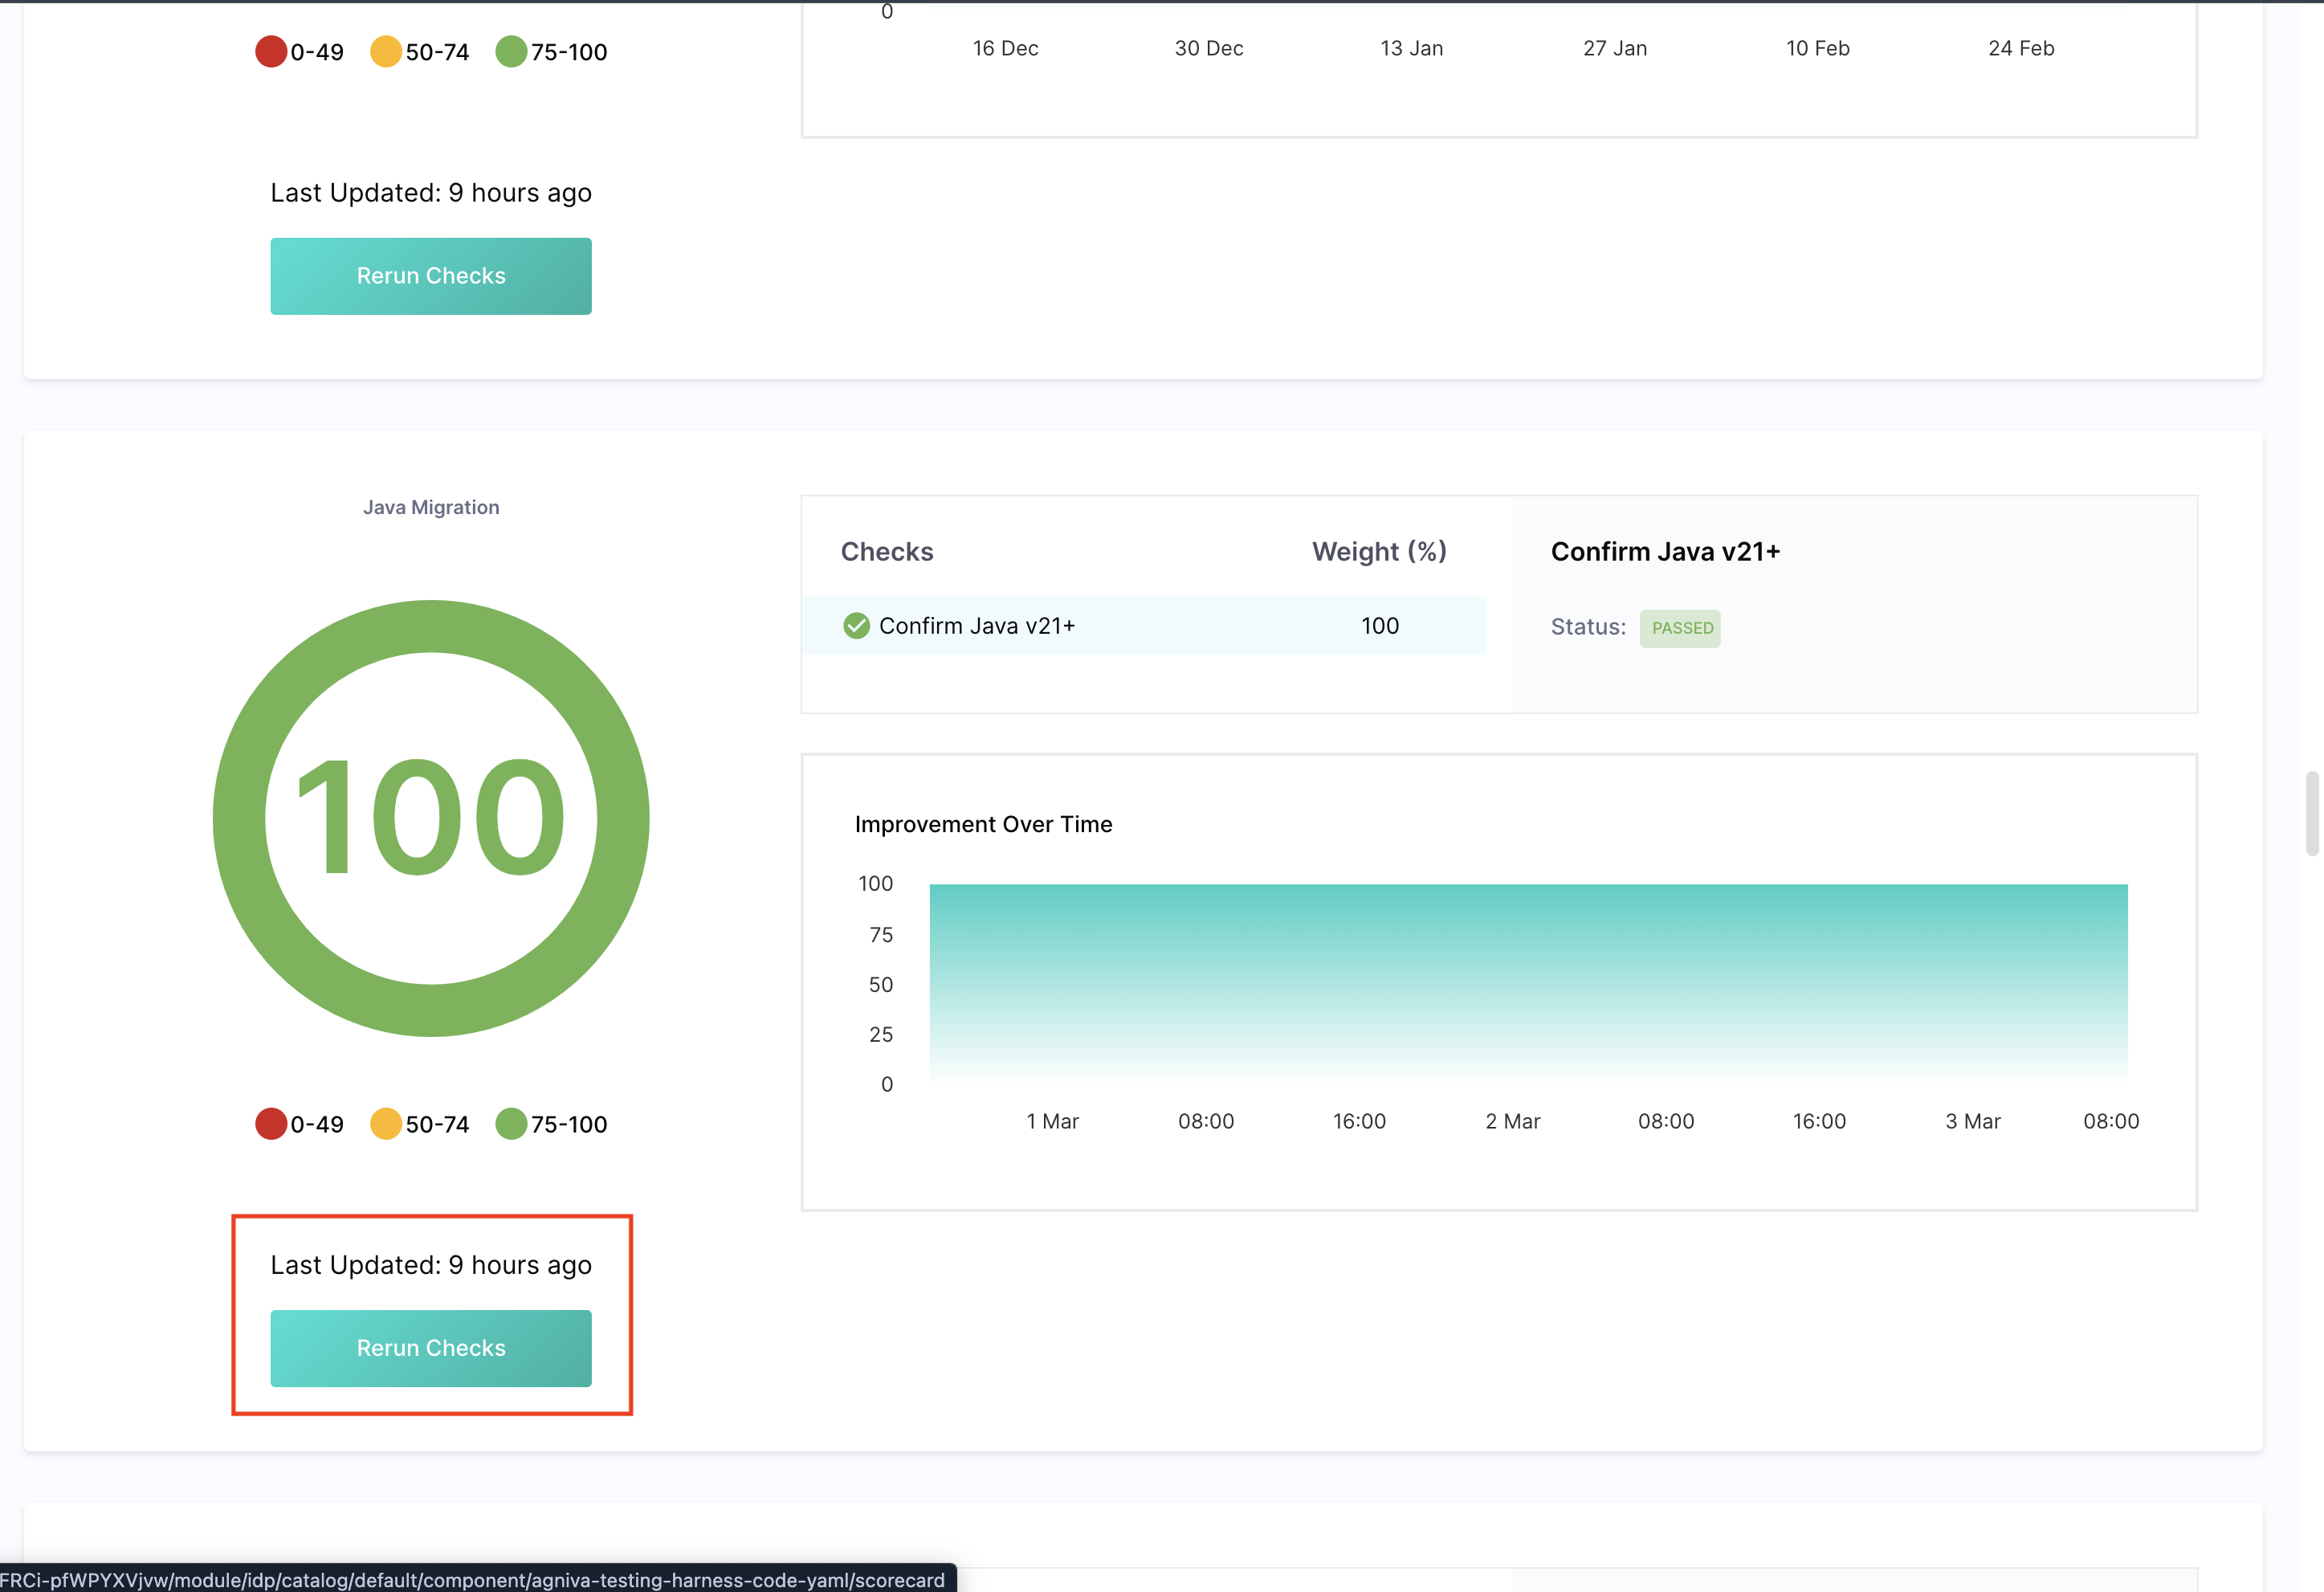 0
16 Dec 30 Dec 13 Jan 27 Jan 10 Feb 24 Feb
0-49 50-74 75-100
Last Updated: 9 hours ago
Rerun Checks
Java Migration
100
0-49 50-74 75-100
Last Updated: 9 hours ago
Rerun Checks
Checks Weight (%)
Confirm Java v21+ 100
Confirm Java v21+
Status: PASSED
Improvement Over Time
100
75
50
25
0
1 Mar 08:00 16:00 2 Mar 08:00 16:00 3 Mar 08:00
FRCi-pfWPYXVjvw/module/idp/catalog/default/component/agniva-testing-harness-code-yaml/scorecard